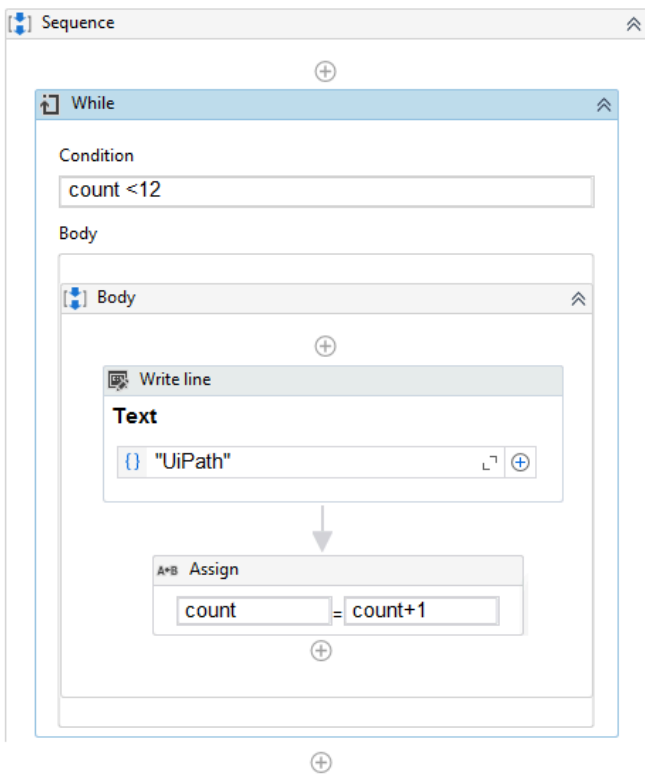 Sequence
While
Condition
count <12
Body
Body
Write line
Text
{} "UiPath"
A*B Assign
count = count+1